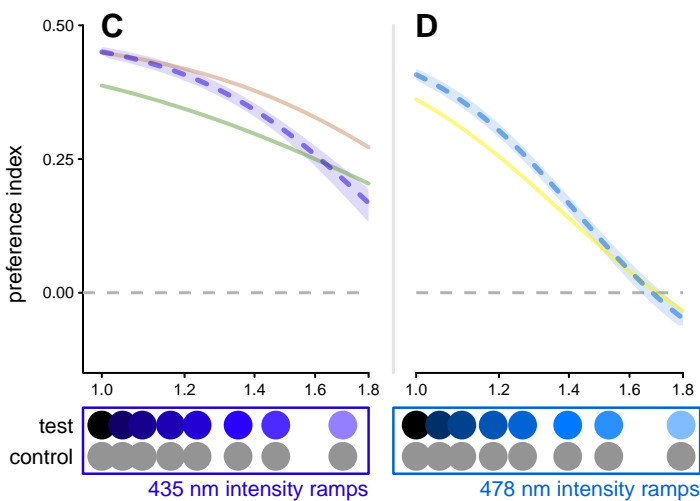 C
D
preference index
0.50
0.25
0.00
1.0 1.2 1.4 1.6 1.8
1.0 1.2 1.4 1.6 1.8
test
control
435 nm intensity ramps
478 nm intensity ramps